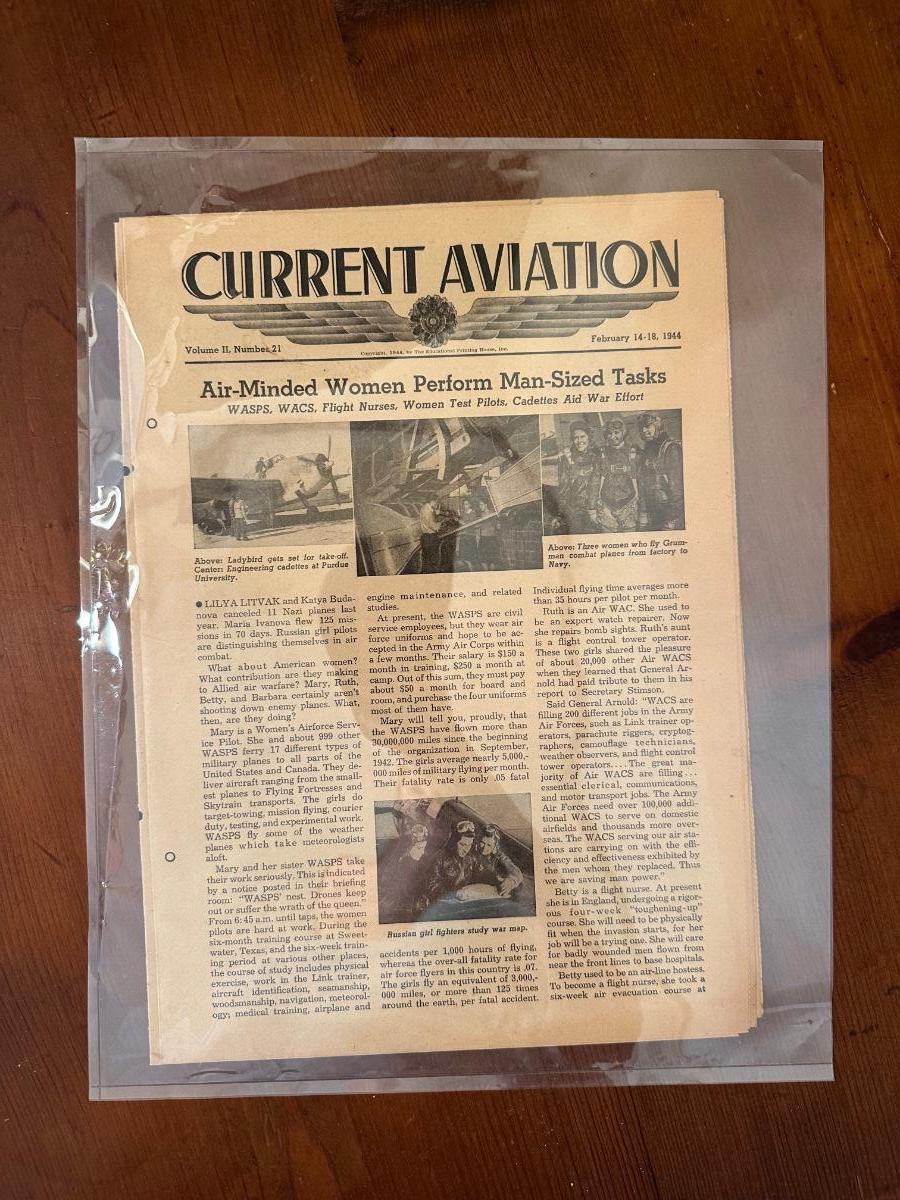 CURRENT AVIATION
Volume II, Number 21
Copyright, 1944, by The Educational Printing House, Inc.
February 14-18, 1944
Air-Minded Women Perform Man-Sized Tasks
WASPS, WACS, Flight Nurses, Women Test Pilots, Cadettes Aid War Effort
Above: Ladybird gets set for take-off.
Center: Engineering cadettes at Purdue
University.
Above: Three women who fly Grum-
man combat planes from factory to
Navy.
● LILYA LITVAK and Katya Buda-
nova canceled 11 Nazi planes last
year. Maria Ivanova flew 125 mis-
sions in 70 days. Russian girl pilots
are distinguishing themselves in air
combat.
What about American women?
What contribution are they making
to Allied air warfare? Mary, Ruth,
Betty, and Barbara certainly aren't
shooting down enemy planes. What,
then, are they doing?
Mary is a Women's Airforce Serv-
ice Pilot. She and about 999 other
WASPS ferry 17 different types of
military planes to all parts of the
United States and Canada. They de-
liver aircraft ranging from the small-
est planes to Flying Fortresses and
Skytrain transports. The girls do
target-towing, mission flying, courier
duty, testing, and experimental work.
WASPS fly some of the weather
planes which take meteorologists
aloft.
Mary and her sister WASPS take
their work seriously. This is indicated
by a notice posted in their briefing
room: "WASPS' nest. Drones keep
out or suffer the wrath of the queen."
From 6:45 a.m. until taps, the women
pilots are hard at work. During the
six-month training course at Sweet-
water, Texas, and the six-week train-
ing period at various other places,
the course of study includes physical
exercise, work in the Link trainer,
aircraft identification, seamanship,
woodsmanship, navigation, meteorol-
ogy; medical training, airplane and
engine maintenance, and related
studies.
At present, the WASPS are civil
service employees, but they wear air
force uniforms and hope to be ac-
cepted in the Army Air Corps within
a few months. Their salary is $150 a
month in training, $250 a month at
camp. Out of this sum, they must pay
about $50 a month for board and
room, and purchase the four uniforms
most of them have.
Mary will tell you, proudly, that
the WASPS have flown more than
30,000,000 miles since the beginning
of the organization in September,
1942. The girls average nearly 5,000,-
000 miles of military flying per month.
Their fatality rate is only .05 fatal
Russian girl fighters study war map.
accidents per 1,000 hours of flying,
whereas the over-all fatality rate for
air force flyers in this country is .07.
The girls fly an equivalent of 3,000,-
000 miles, or more than 125 times
around the earth, per fatal accident.
Individual flying time averages more
than 35 hours per pilot per month.
Ruth is an Air WAC. She used to
be an expert watch repairer. Now
she repairs bomb sights. Ruth's aunt
is a flight control tower operator.
These two girls shared the pleasure
of about 20,000 other Air WACS
when they learned that General Ar-
nold had paid tribute to them in his
report to Secretary Stimson.
Said General Arnold: "WACS are
filling 200 different jobs in the Army
Air Forces, such as Link trainer op-
erators, parachute riggers, cryptog-
raphers, camouflage technicians,
weather observers, and flight control
tower operators....The great ma-
jority of Air WACS are filling...
essential clerical, communications,
and motor transport jobs. The Army
Air Forces need over 100,000 addi-
tional WACS to serve on domestic
airfields and thousands more over-
seas. The WACS serving our air sta-
tions are carrying on with the effi-
ciency and effectiveness exhibited by
the men whom they replaced. Thus
we are saving man power."
Betty is a flight nurse. At present
she is in England, undergoing a rigor-
ous four-week "toughening-up"
course. She will need to be physically
fit when the invasion starts, for her
job will be a trying one. She will care
for badly wounded men flown from
near the front lines to base hospitals.
Betty used to be an air-line hostess.
To become a flight nurse, she took a
six-week air evacuation course at